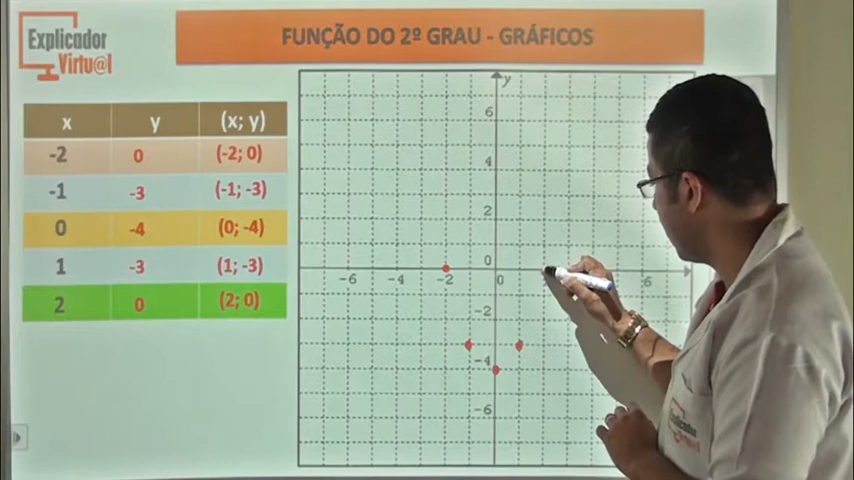 Explicador
Virtu@l
FUNÇÃO DO 2º GRAU - GRÁFICOS
x y (x; y)
-2 0 (-2; 0)
-1 -3 (-1; -3)
0 -4 (0; -4)
1 -3 (1; -3)
2 0 (2; 0)
y
6
4
2
0
-6 -4 -2 0 6
-2
-4
-6
Explicador